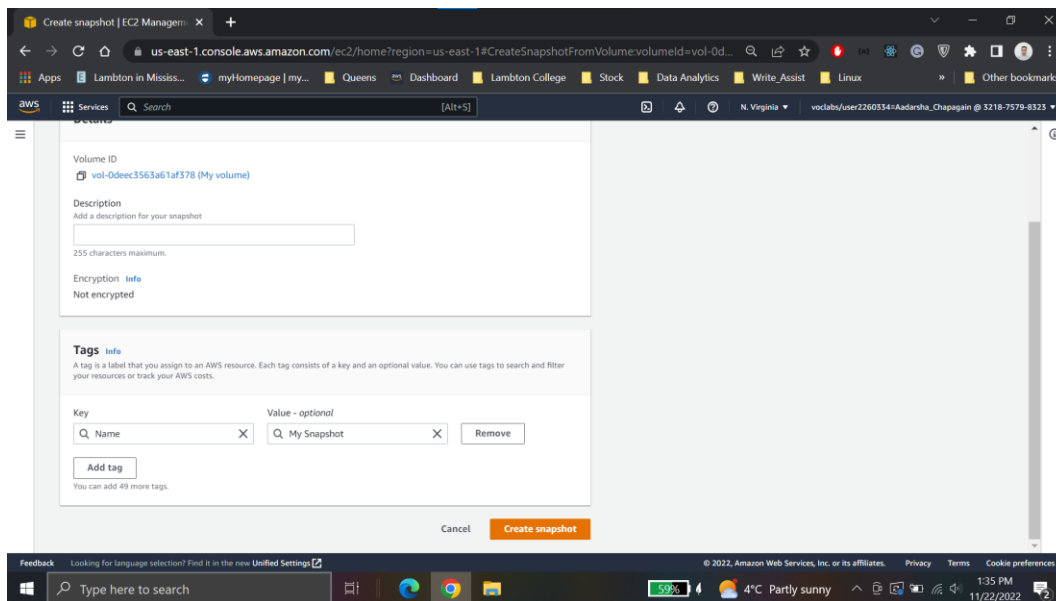 Create snapshot | EC2 Managem
us-east-1.console.aws.amazon.com/ec2/home?region=us-east-1#CreateSnapshotFromVolume:volumeId=vol-0d...
Apps Lambton in Mississ... myHomepage | my... Queens Dashboard Lambton College Stock Data Analytics Write_Assist Linux » Other bookmark
aws Services Search [Alt+S] N. Virginia voclabs/user2260334=Aadarsha_Chapagain @ 3218-7579-8323
Details
Volume ID
vol-0deec3563a61af378 (My volume)
Description
Add a description for your snapshot
255 characters maximum.
Encryption Info
Not encrypted
Tags Info
A tag is a label that you assign to an AWS resource. Each tag consists of a key and an optional value. You can use tags to search and filter
your resources or track your AWS costs.
Key Value - optional
Name My Snapshot Remove
Add tag
You can add 49 more tags.
Cancel Create snapshot
Feedback Looking for language selection? Find it in the new Unified Settings © 2022, Amazon Web Services, Inc. or its affiliates. Privacy Terms Cookie preferences
Type here to search 59% 4°C Partly sunny 1:35 PM
11/22/2022 2